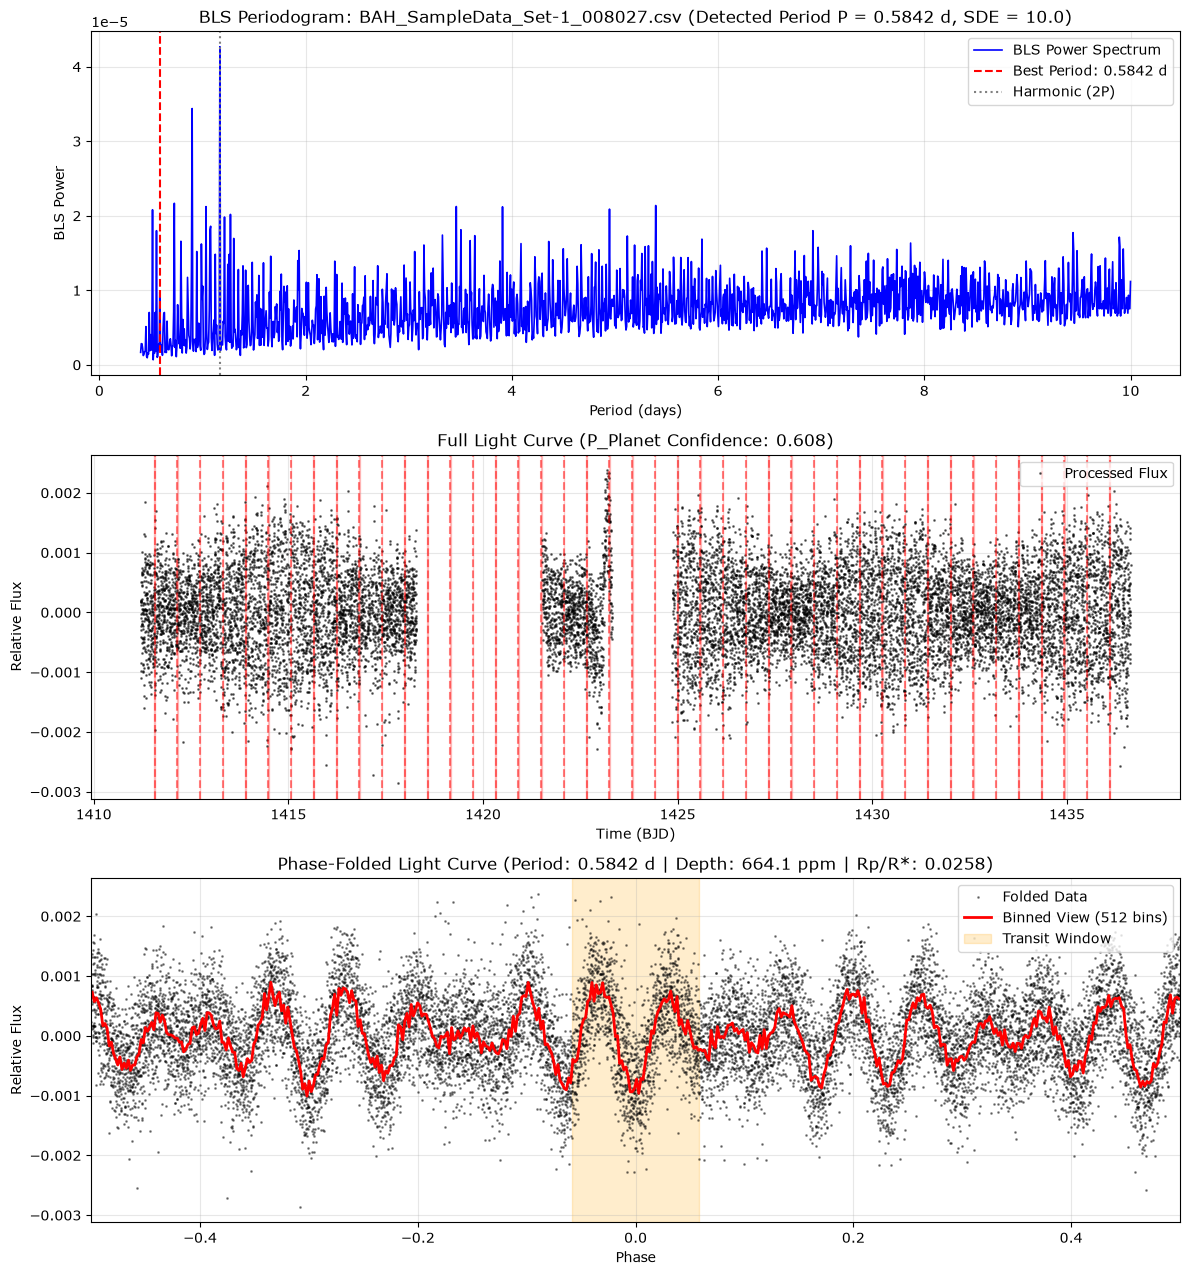 BLS Periodogram: BAH_SampleData_Set-1_008027.csv (Detected Period P = 0.5842 d, SDE = 10.0)
1e−5
BLS Power Spectrum
Best Period: 0.5842 d
Harmonic (2P)
4
3
2
1
0
BLS Power
0 2 4 6 8 10
Period (days)
Full Light Curve (P_Planet Confidence: 0.608)
Processed Flux
0.002
0.001
0.000
−0.001
−0.002
−0.003
Relative Flux
1410 1415 1420 1425 1430 1435
Time (BJD)
Phase-Folded Light Curve (Period: 0.5842 d | Depth: 664.1 ppm | Rp/R*: 0.0258)
Folded Data
Binned View (512 bins)
Transit Window
0.002
0.001
0.000
−0.001
−0.002
−0.003
Relative Flux
−0.4 −0.2 0.0 0.2 0.4
Phase